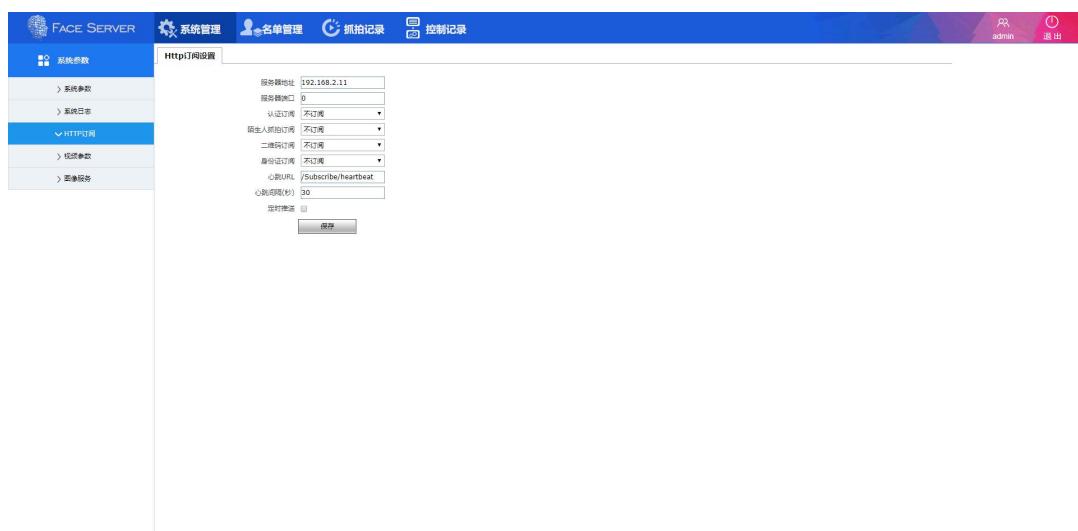 FACE SERVER
系统管理
名单管理
抓拍记录
控制记录
admin
退出
系统参数
系统参数
系统日志
HTTP订阅
视频参数
图像服务
Http订阅设置
服务器地址 192.168.2.11
服务器端口 0
认证订阅 不订阅
陌生人抓拍订阅 不订阅
二维码订阅 不订阅
身份证订阅 不订阅
心跳URL /Subscribe/heartbeat
心跳间隔(秒) 30
定时推送
保存